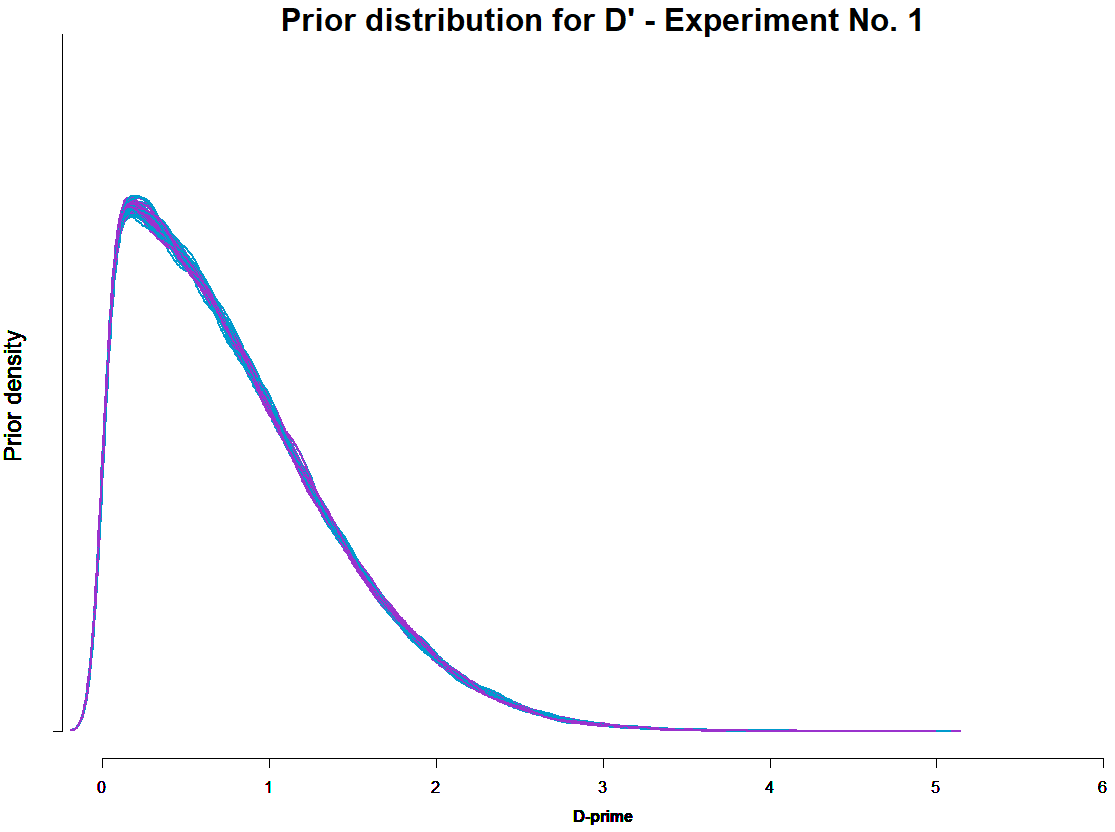 Prior distribution for D' - Experiment No. 1
Prior density
0 1 2 3 4 5 6
D-prime